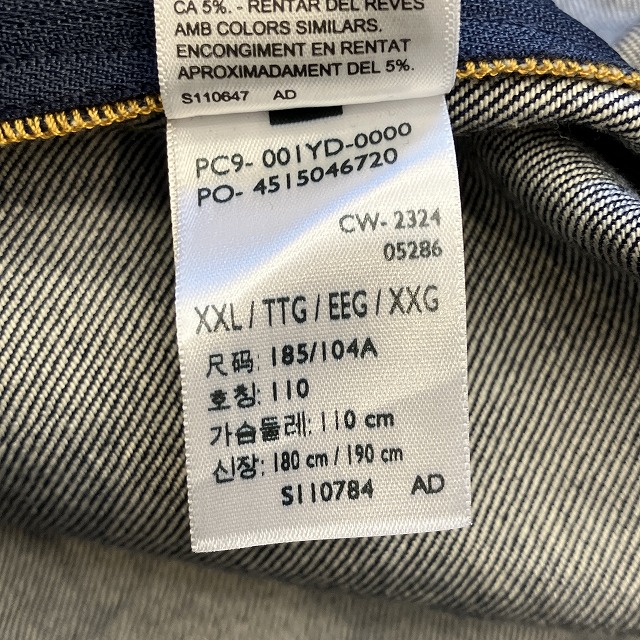 CA 5%. - RENTAR DEL REVES
AMB COLORS SIMILARS.
ENCONGIMENT EN RENTAT
APROXIMADAMENT DEL 5%.
S110647 AD
PC9- 001YD-0000
PO- 4515046720
CW- 2324
05286
XXL / TTG / EEG / XXG
尺码: 185/104A
호칭: 110
가슴둘레: 110 cm
신장: 180 cm / 190 cm
S110784 AD